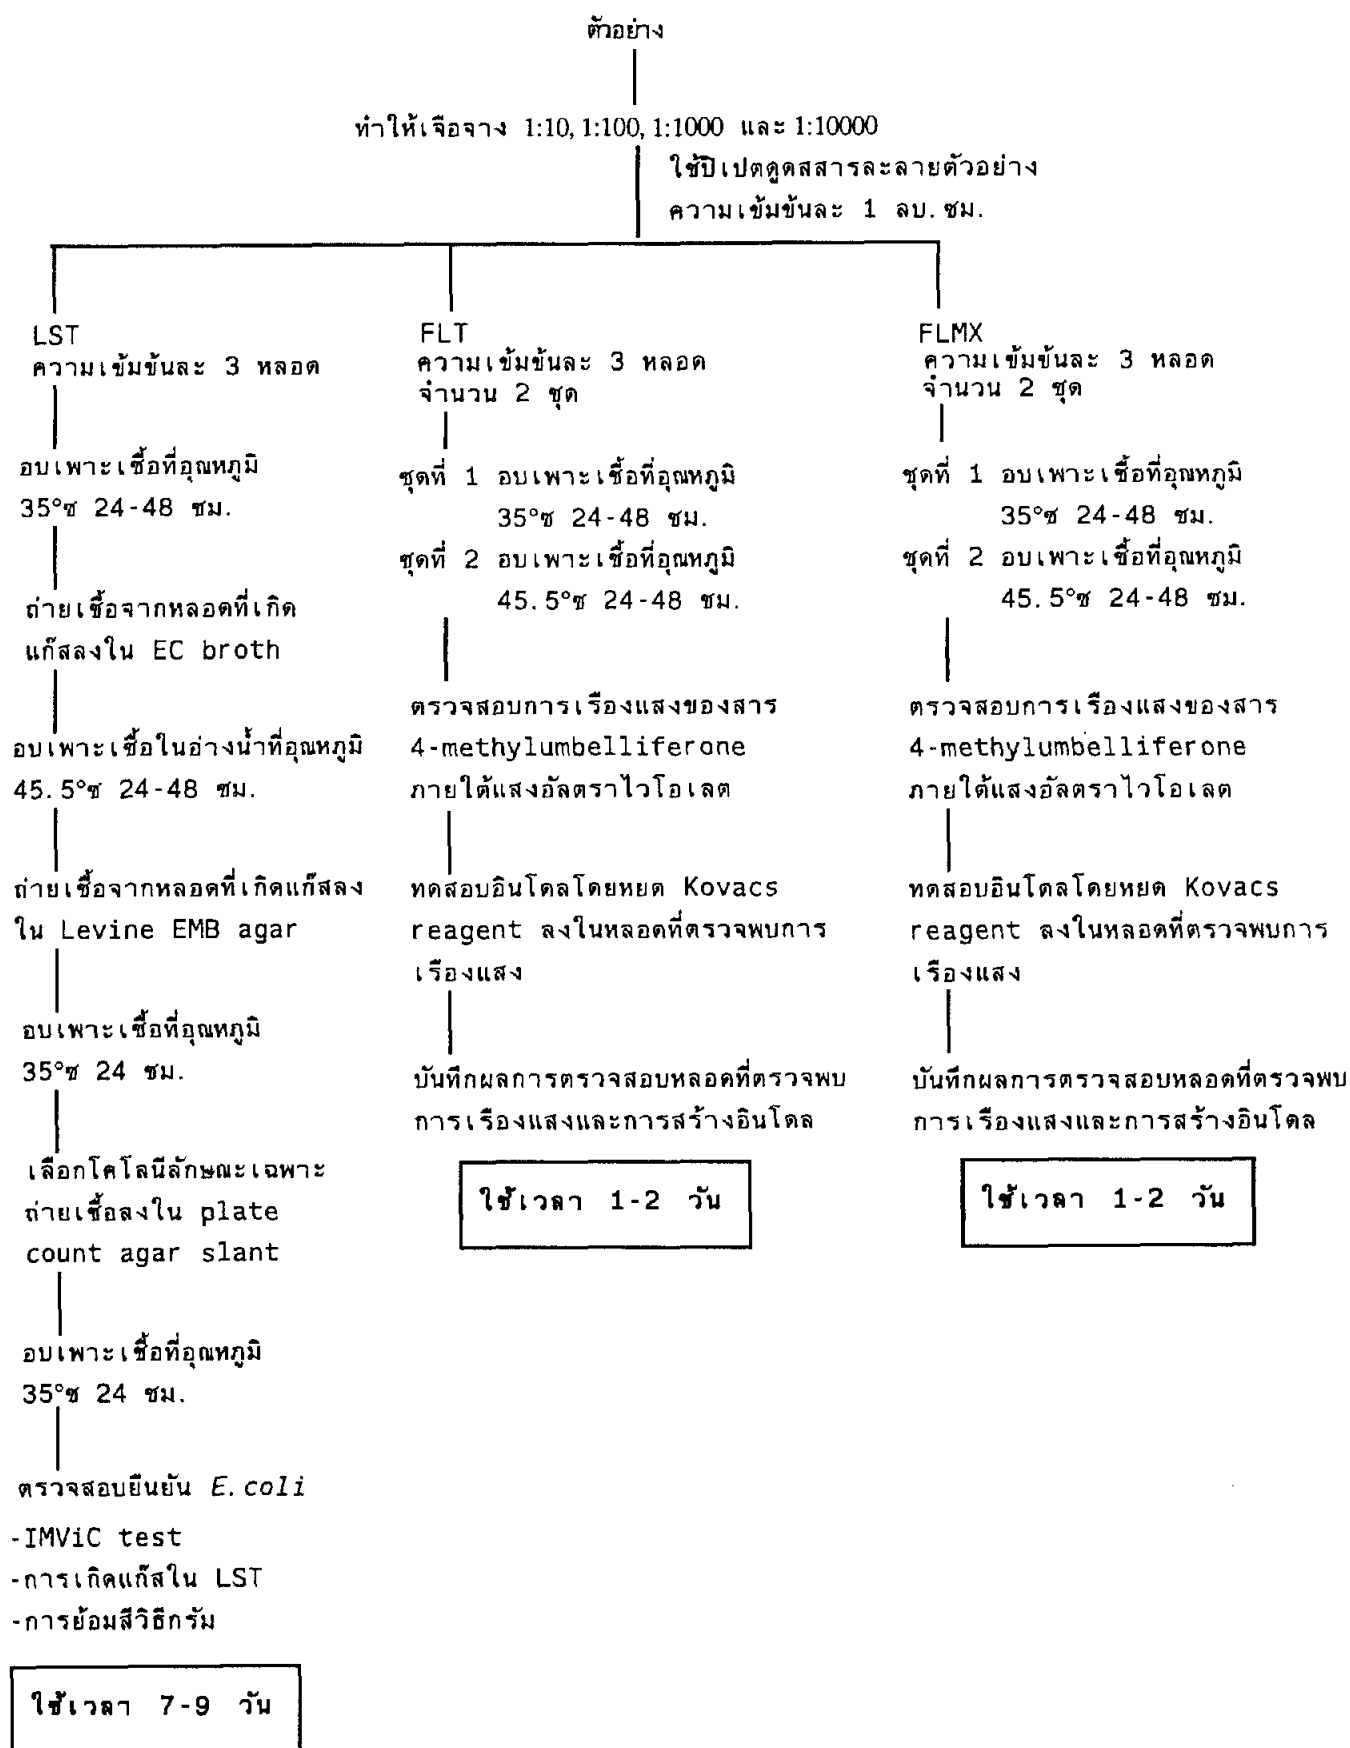 ตัวอย่าง
ทำให้เจือจาง 1:10, 1:100, 1:1000 และ 1:10000
ใช้ปิเปตดูดสสารละลายตัวอย่าง
ความเข้มข้นละ 1 ลบ.ซม.
LST
ความเข้มข้นละ 3 หลอด
อบเพาะเชื้อที่อุณหภูมิ
35°ซ 24-48 ชม.
ถ่ายเชื้อจากหลอดที่เกิด
แก๊สลงใน EC broth
อบเพาะเชื้อในอ่างน้ำที่อุณหภูมิ
45.5°ซ 24-48 ชม.
ถ่ายเชื้อจากหลอดที่เกิดแก๊สลง
ใน Levine EMB agar
อบเพาะเชื้อที่อุณหภูมิ
35°ซ 24 ชม.
เลือกโคโลนีลักษณะเฉพาะ
ถ่ายเชื้อลงใน plate
count agar slant
อบเพาะเชื้อที่อุณหภูมิ
35°ซ 24 ชม.
ตรวจสอบยืนยัน E.coli
-IMViC test
-การเกิดแก๊สใน LST
-การย้อมสีวิธีกรัม
ใช้เวลา 7-9 วัน
FLT
ความเข้มข้นละ 3 หลอด
จำนวน 2 ชุด
ชุดที่ 1 อบเพาะเชื้อที่อุณหภูมิ
35°ซ 24-48 ชม.
ชุดที่ 2 อบเพาะเชื้อที่อุณหภูมิ
45.5°ซ 24-48 ชม.
ตรวจสอบการเรืองแสงของสาร
4-methylumbelliferone
ภายใต้แสงอัลตราไวโอเลต
ทดสอบอินโดลโดยหยด Kovacs
reagent ลงในหลอดที่ตรวจพบการ
เรืองแสง
บันทึกผลการตรวจสอบหลอดที่ตรวจพบ
การเรืองแสงและการสร้างอินโดล
ใช้เวลา 1-2 วัน
FLMX
ความเข้มข้นละ 3 หลอด
จำนวน 2 ชุด
ชุดที่ 1 อบเพาะเชื้อที่อุณหภูมิ
35°ซ 24-48 ชม.
ชุดที่ 2 อบเพาะเชื้อที่อุณหภูมิ
45.5°ซ 24-48 ชม.
ตรวจสอบการเรืองแสงของสาร
4-methylumbelliferone
ภายใต้แสงอัลตราไวโอเลต
ทดสอบอินโดลโดยหยด Kovacs
reagent ลงในหลอดที่ตรวจพบการ
เรืองแสง
บันทึกผลการตรวจสอบหลอดที่ตรวจพบ
การเรืองแสงและการสร้างอินโดล
ใช้เวลา 1-2 วัน